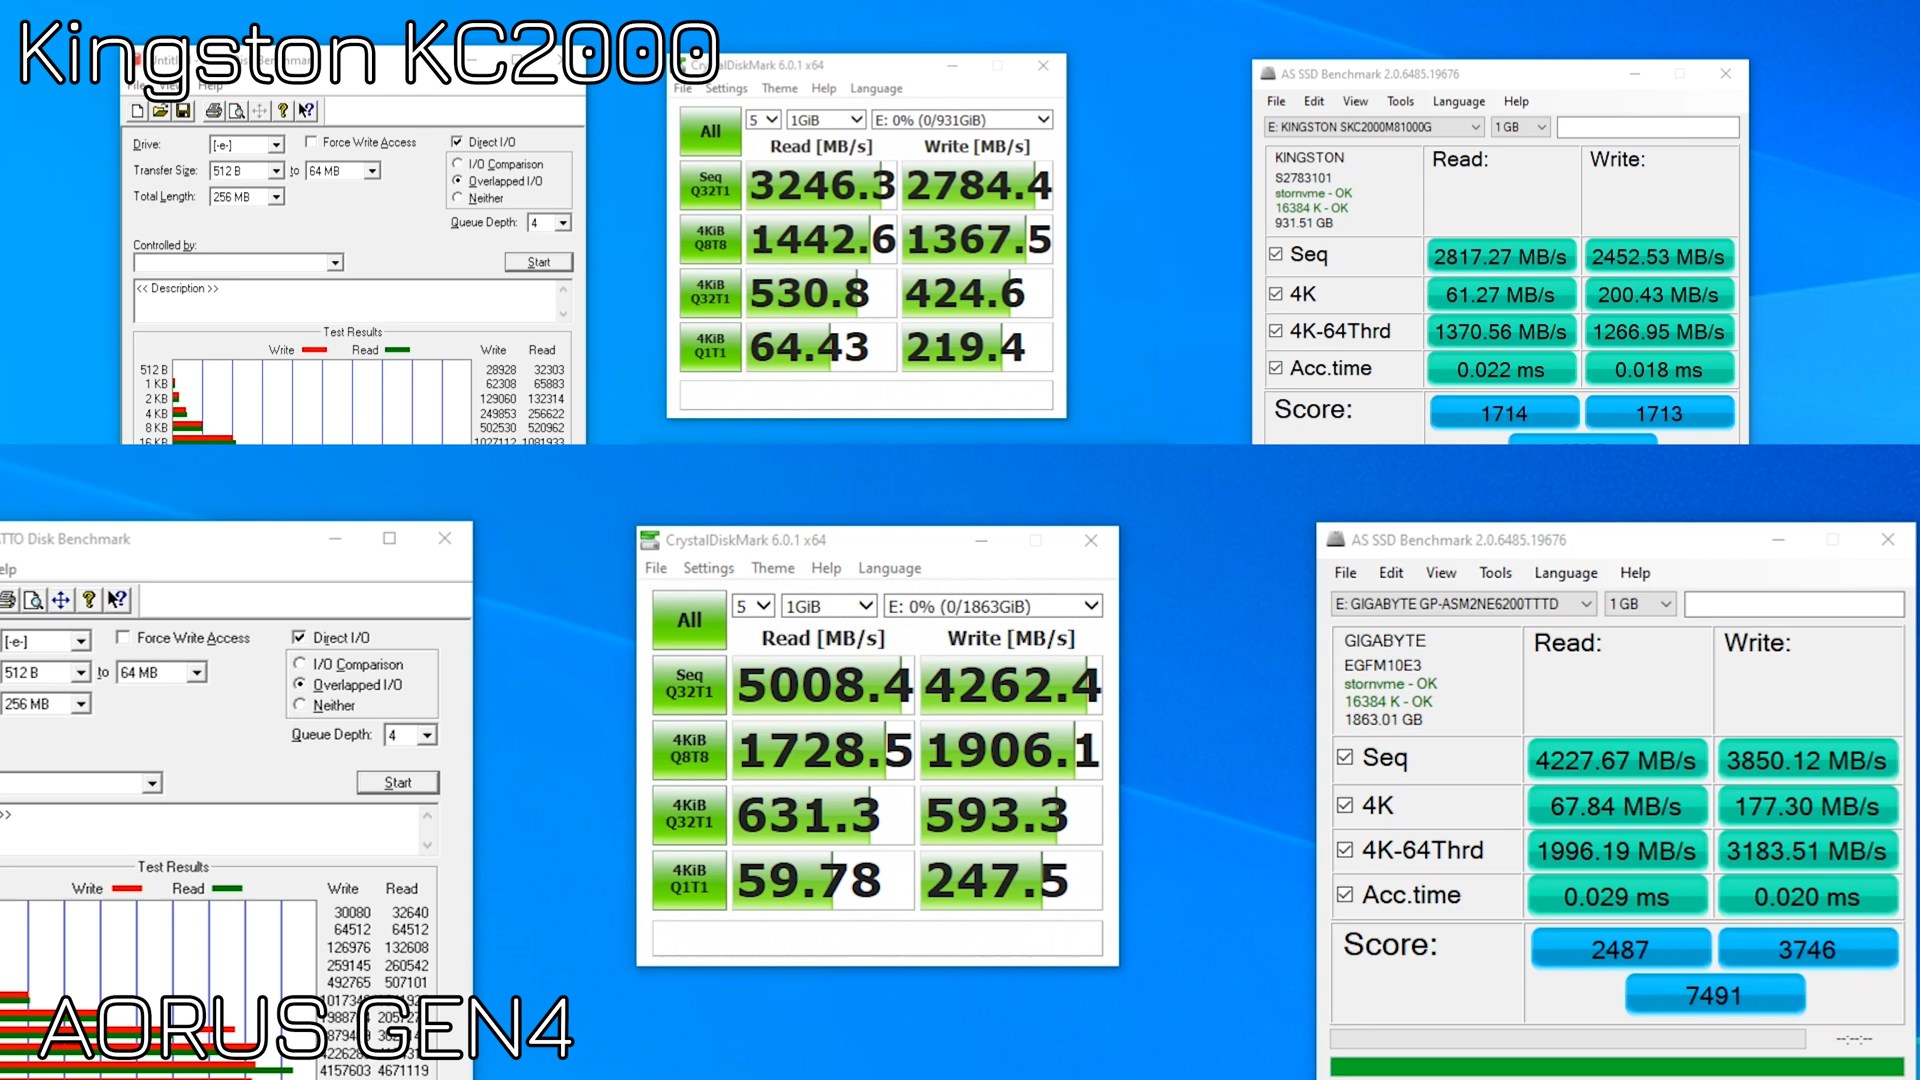 Kingston KC2000
CrystalDiskMark 6.0.1 x64
File Settings Theme Help Language
All 5 1GiB E: 0% (0/931GiB)
Read [MB/s] Write [MB/s]
Seq Q32T1 3246.3 2784.4
4KiB Q8T8 1442.6 1367.5
4KiB Q32T1 530.8 424.6
4KiB Q1T1 64.43 219.4
Help
Drive: [-e-] Force Write Access Direct I/O
Transfer Size: 512 B to 64 MB I/O Comparison
Overlapped I/O
Total Length: 256 MB Neither
Queue Depth: 4
Controlled by:
Start
<< Description >>
Test Results
Write Read Write Read
512 B 28928 32303
1 KB 62308 65883
2 KB 129060 132314
4 KB 249853 256622
8 KB 502530 520962
16 KB 1027112 1081933
AS SSD Benchmark 2.0.6485.19676
File Edit View Tools Language Help
E: KINGSTON SKC2000M81000G 1 GB
KINGSTON Read: Write:
S2783101
stornvme - OK
16384 K - OK
931.51 GB
Seq 2817.27 MB/s 2452.53 MB/s
4K 61.27 MB/s 200.43 MB/s
4K-64Thrd 1370.56 MB/s 1266.95 MB/s
Acc.time 0.022 ms 0.018 ms
Score: 1714 1713
TTO Disk Benchmark
elp
[-e-] Force Write Access Direct I/O
512 B to 64 MB I/O Comparison
Overlapped I/O
256 MB Neither
Queue Depth: 4
Start
>>
Test Results
Write Read Write Read
30080 32640
64512 64512
126976 132608
259145 260542
492765 507101
4157603 4671119
AORUS GEN4
CrystalDiskMark 6.0.1 x64
File Settings Theme Help Language
All 5 1GiB E: 0% (0/1863GiB)
Read [MB/s] Write [MB/s]
Seq Q32T1 5008.4 4262.4
4KiB Q8T8 1728.5 1906.1
4KiB Q32T1 631.3 593.3
4KiB Q1T1 59.78 247.5
AS SSD Benchmark 2.0.6485.19676
File Edit View Tools Language Help
E: GIGABYTE GP-ASM2NE6200TTTD 1 GB
GIGABYTE Read: Write:
EGFM10E3
stornvme - OK
16384 K - OK
1863.01 GB
Seq 4227.67 MB/s 3850.12 MB/s
4K 67.84 MB/s 177.30 MB/s
4K-64Thrd 1996.19 MB/s 3183.51 MB/s
Acc.time 0.029 ms 0.020 ms
Score: 2487 3746
7491
--:--:--